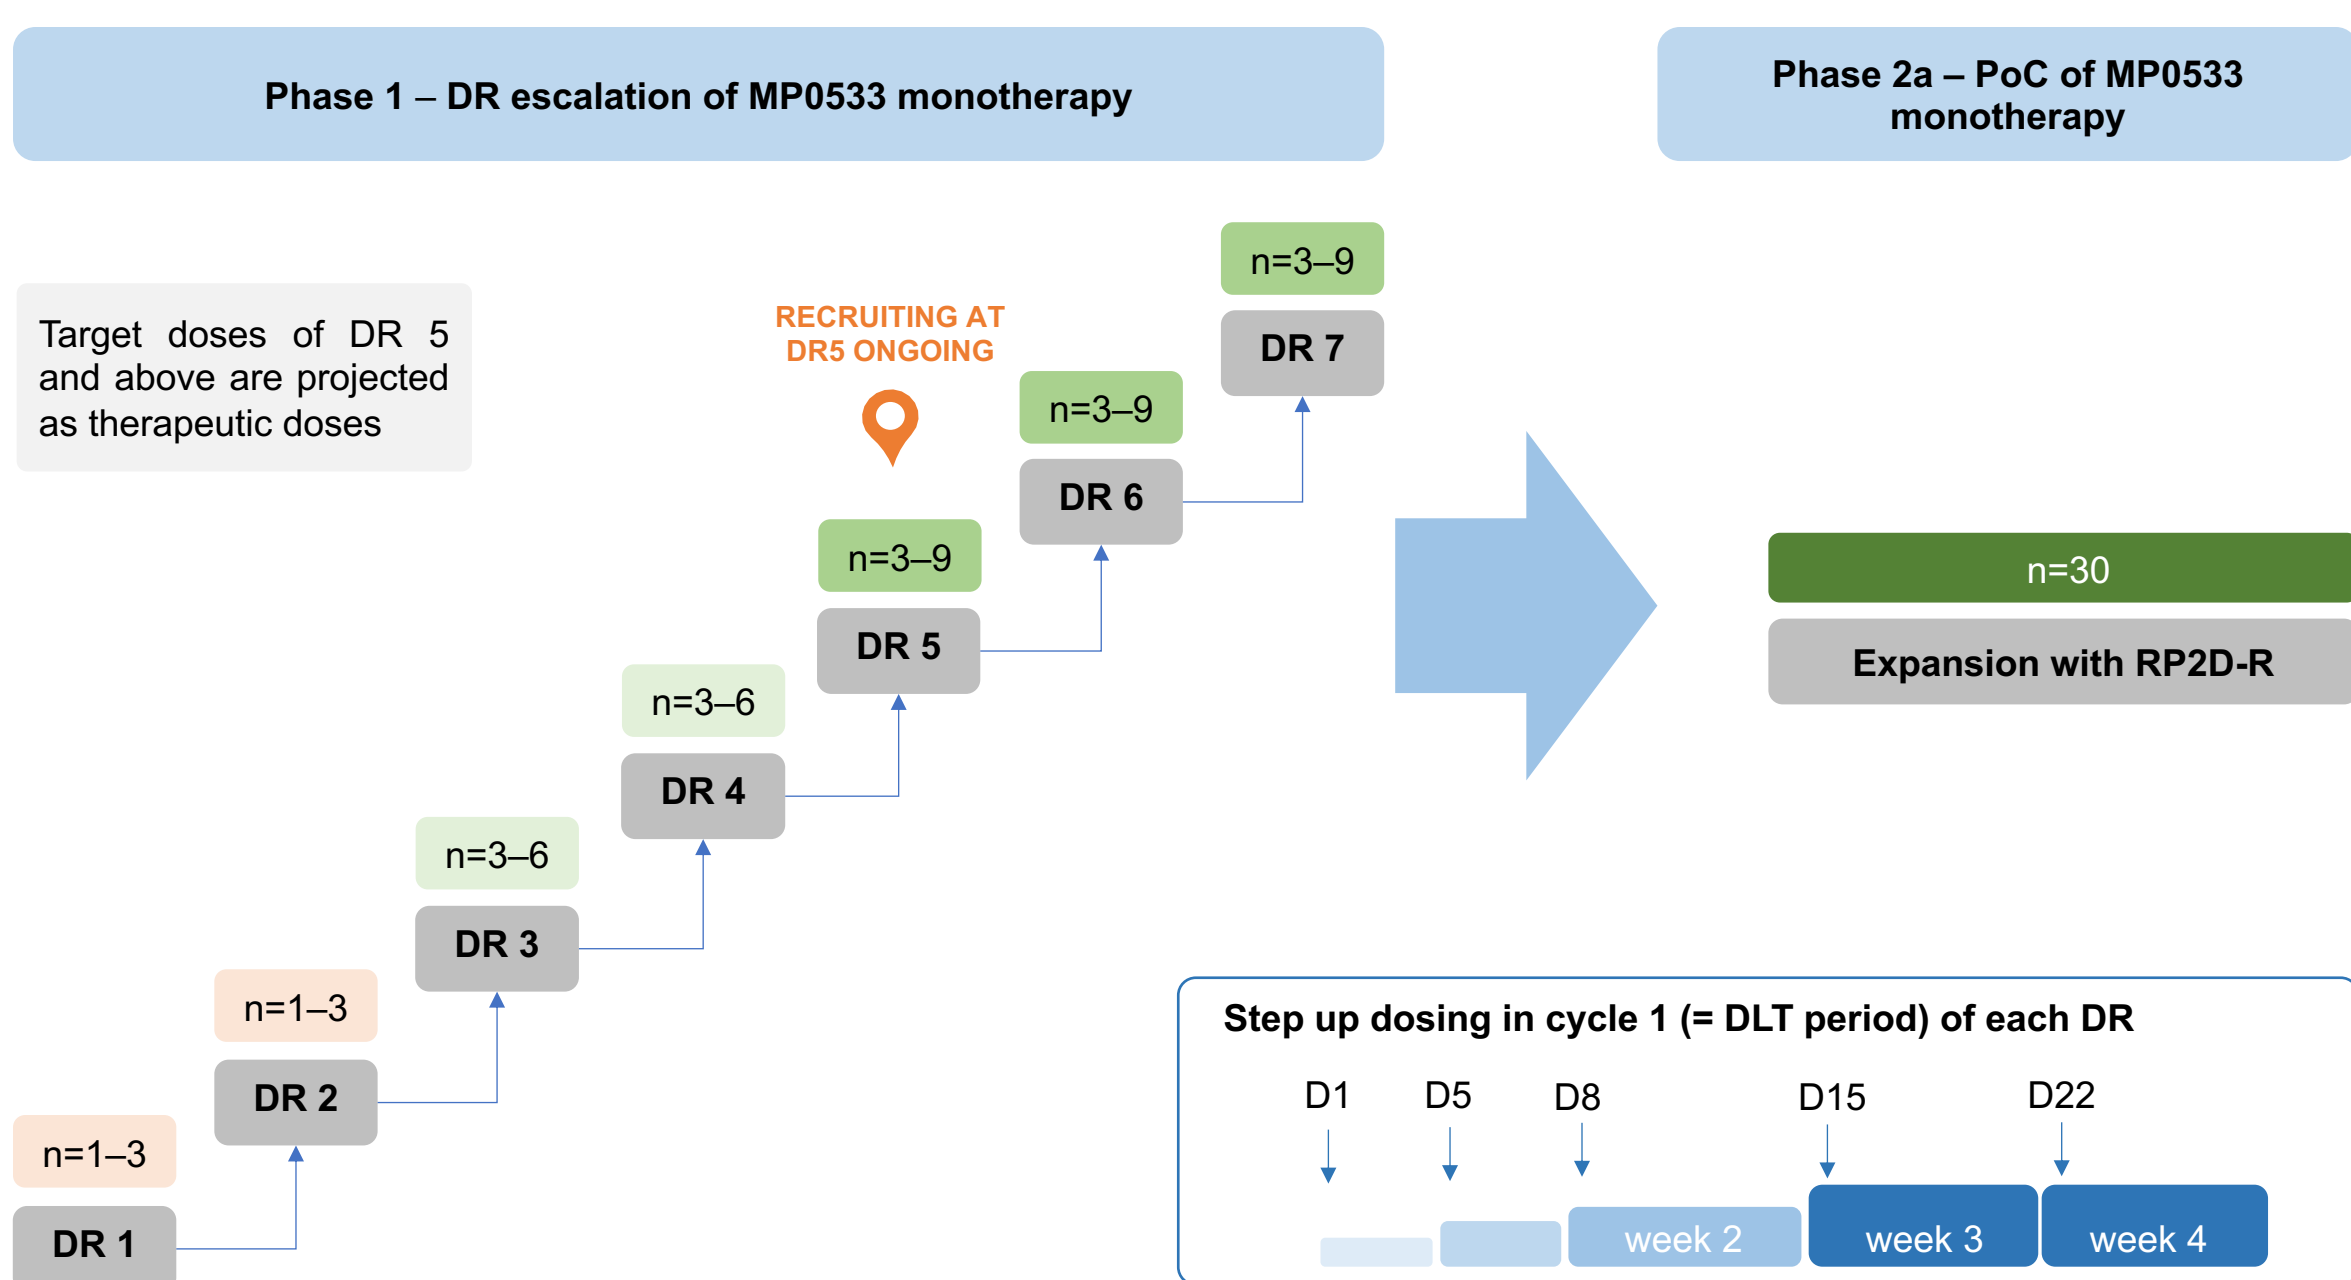 Phase 1 – DR escalation of MP0533 monotherapy
Phase 2a – PoC of MP0533
monotherapy
Target doses of DR 5
and above are projected
as therapeutic doses
RECRUITING AT
DR5 ONGOING
n=3–9
DR 7
n=3–9
DR 6
n=3–9
DR 5
n=3–6
DR 4
n=3–6
DR 3
n=1–3
DR 2
n=1–3
DR 1
n=30
Expansion with RP2D-R
Step up dosing in cycle 1 (= DLT period) of each DR
D1 D5 D8 D15 D22
week 2 week 3 week 4